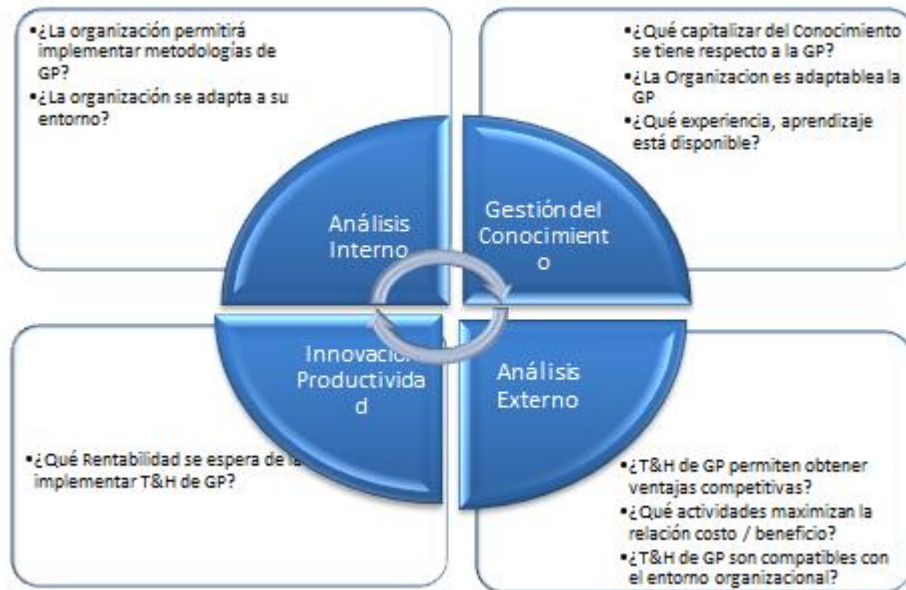 •¿La organización permitirá
implementar metodologías de
GP?
•¿La organización se adapta a su
entorno?
•¿Qué capitalizar del Conocimiento
se tiene respecto a la GP?
•¿La Organizacion es adaptablea la
GP
•¿Qué experiencia, aprendizaje
está disponible?
Análisis
Interno
Gestión del
Conocimient
o
Productivida
d
Análisis
Externo
•¿Qué Rentabilidad se espera de
implementar T&H de GP?
•¿T&H de GP permiten obtener
ventajas competitivas?
•¿Qué actividades maximizan la
relación costo / beneficio?
•¿T&H de GP son compatibles con
el entorno organizacional?